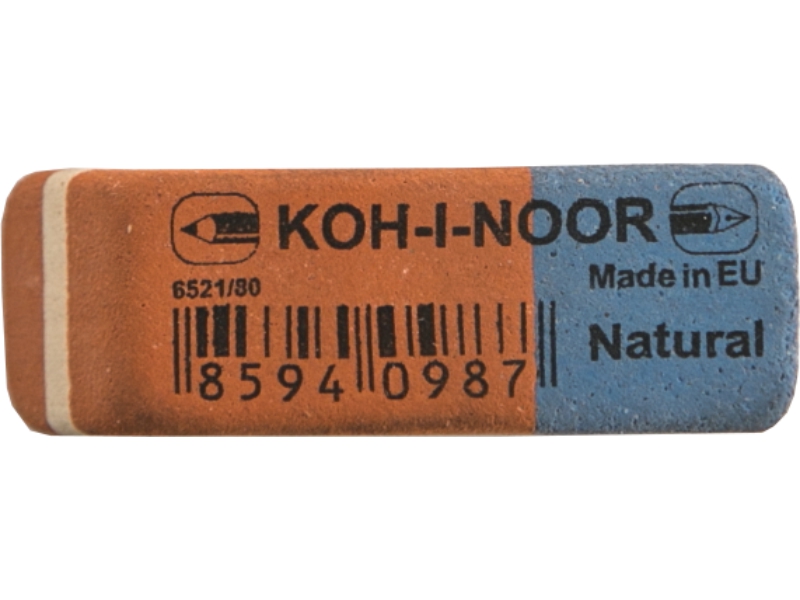 KOH-I-NOOR
6521/80
Made in EU
Natural
8594 0987